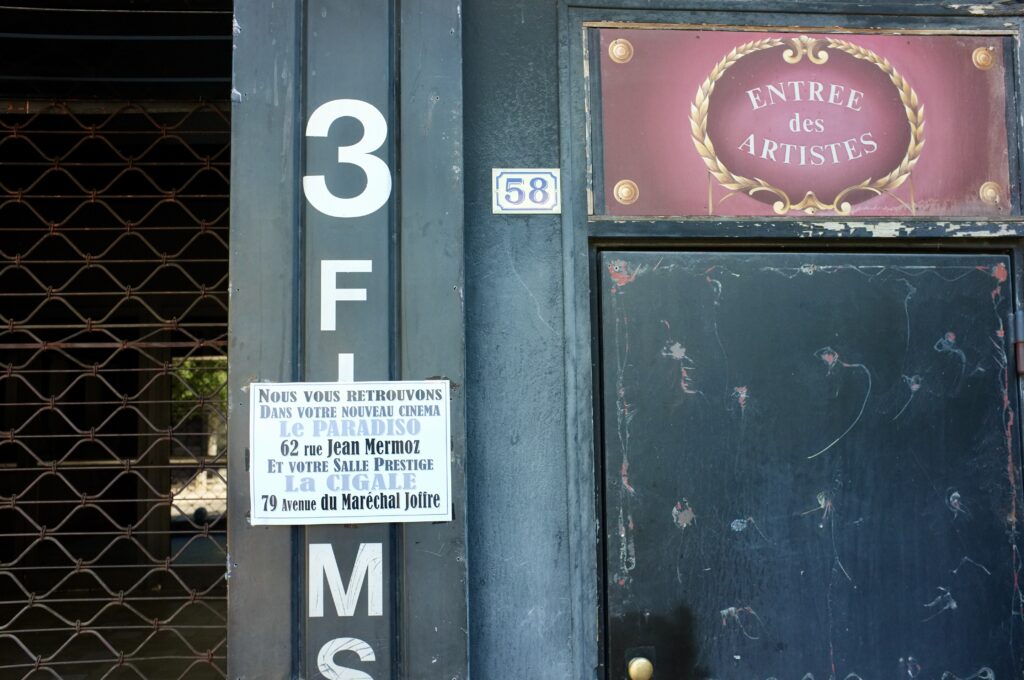 3
F
I
NOUS VOUS RETROUVONS
DANS VOTRE NOUVEAU CINEMA
Le PARADISO
62 rue Jean Mermoz
ET VOTRE SALLE PRESTIGE
La CIGALE
79 Avenue du Maréchal Joffre
M
S
58
ENTREE
des
ARTISTES